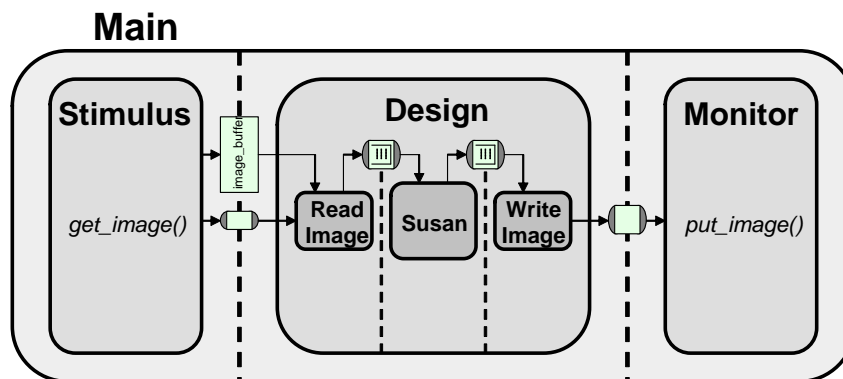 Main
Stimulus
image_buffer
get_image()
Design
Read
Image
Susan
Write
Image
Monitor
put_image()